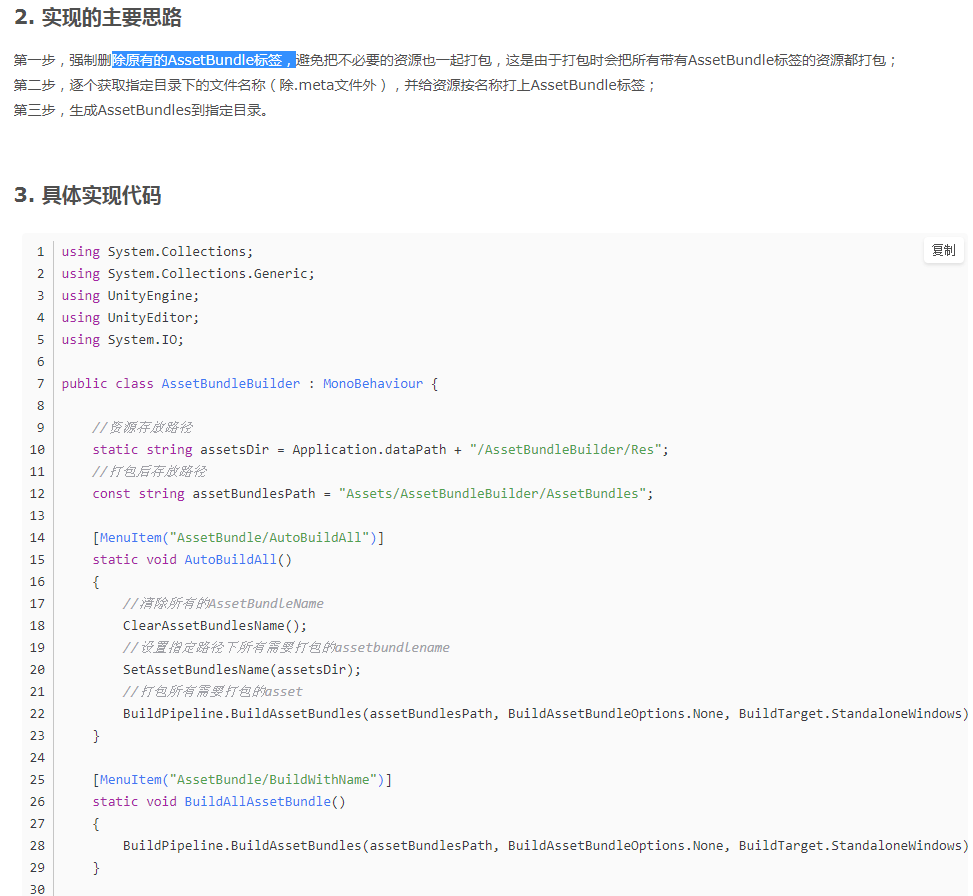 2. 实现的主要思路
第一步，强制删除原有的AssetBundle标签，避免把不必要的资源也一起打包，这是由于打包时会把所有带有AssetBundle标签的资源都打包；
第二步，逐个获取指定目录下的文件名称（除.meta文件外），并给资源按名称打上AssetBundle标签；
第三步，生成AssetBundles到指定目录。
3. 具体实现代码
复制
1 using System.Collections;
2 using System.Collections.Generic;
3 using UnityEngine;
4 using UnityEditor;
5 using System.IO;
6
7 public class AssetBundleBuilder : MonoBehaviour {
8
9     //资源存放路径
10     static string assetsDir = Application.dataPath + "/AssetBundleBuilder/Res";
11     //打包后存放路径
12     const string assetBundlesPath = "Assets/AssetBundleBuilder/AssetBundles";
13
14     [MenuItem("AssetBundle/AutoBuildAll")]
15     static void AutoBuildAll()
16     {
17         //清除所有的AssetBundleName
18         ClearAssetBundlesName();
19         //设置指定路径下所有需要打包的assetbundlename
20         SetAssetBundlesName(assetsDir);
21         //打包所有需要打包的asset
22         BuildPipeline.BuildAssetBundles(assetBundlesPath, BuildAssetBundleOptions.None, BuildTarget.StandaloneWindows)
23     }
24
25     [MenuItem("AssetBundle/BuildWithName")]
26     static void BuildAllAssetBundle()
27     {
28         BuildPipeline.BuildAssetBundles(assetBundlesPath, BuildAssetBundleOptions.None, BuildTarget.StandaloneWindows)
29     }
30